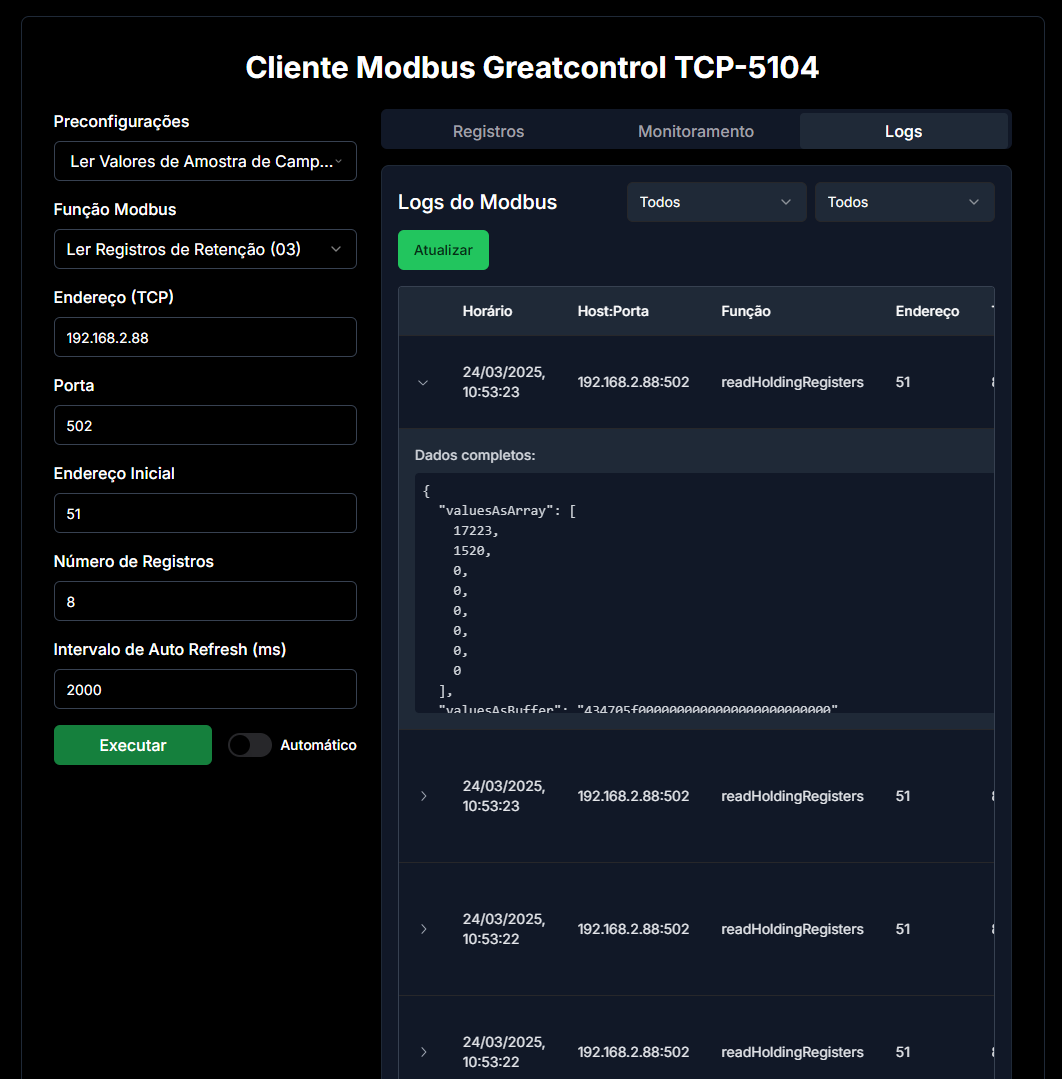 Cliente Modbus Greatcontrol TCP-5104
Preconfigurações
Ler Valores de Amostra de Camp...
Função Modbus
Ler Registros de Retenção (03)
Endereço (TCP)
192.168.2.88
Porta
502
Endereço Inicial
51
Número de Registros
8
Intervalo de Auto Refresh (ms)
2000
Executar
Automático
Registros
Monitoramento
Logs
Logs do Modbus
Todos
Todos
Atualizar
Horário Host:Porta Função Endereço
24/03/2025,
10:53:23
192.168.2.88:502 readHoldingRegisters 51
Dados completos:
{
"valuesAsArray": [
17223,
1520,
0,
0,
0,
0,
0,
0
],
"valuesAsBuffer": "434705f0000000000000000000000000"
24/03/2025,
10:53:23
192.168.2.88:502 readHoldingRegisters 51
24/03/2025,
10:53:22
192.168.2.88:502 readHoldingRegisters 51
24/03/2025,
10:53:22
192.168.2.88:502 readHoldingRegisters 51